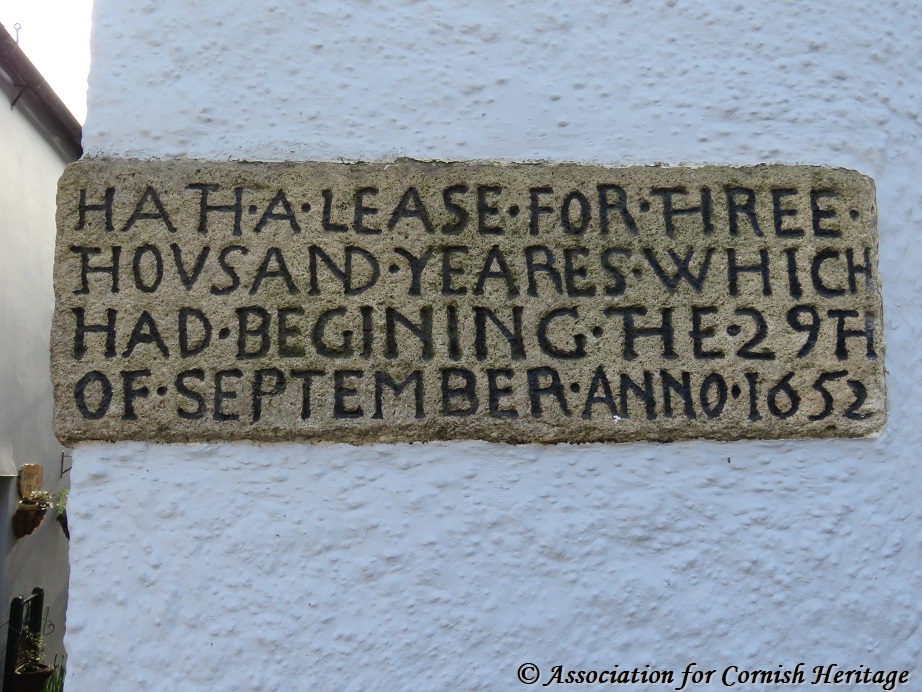 HATH·A·LEASE·FOR·THREE·
THOVSAND·YEARES·WHICH
HAD·BEGINING·THE·29TH
OF·SEPTEMBER·ANNO·1652
© Association for Cornish Heritage